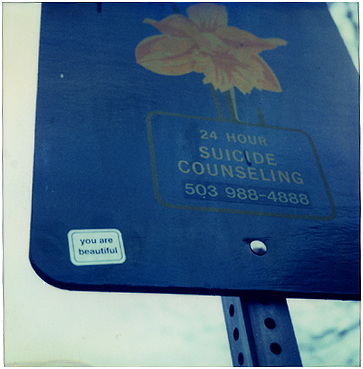 24 HOUR
SUICIDE
COUNSELING
503 988-4888
you are
beautiful